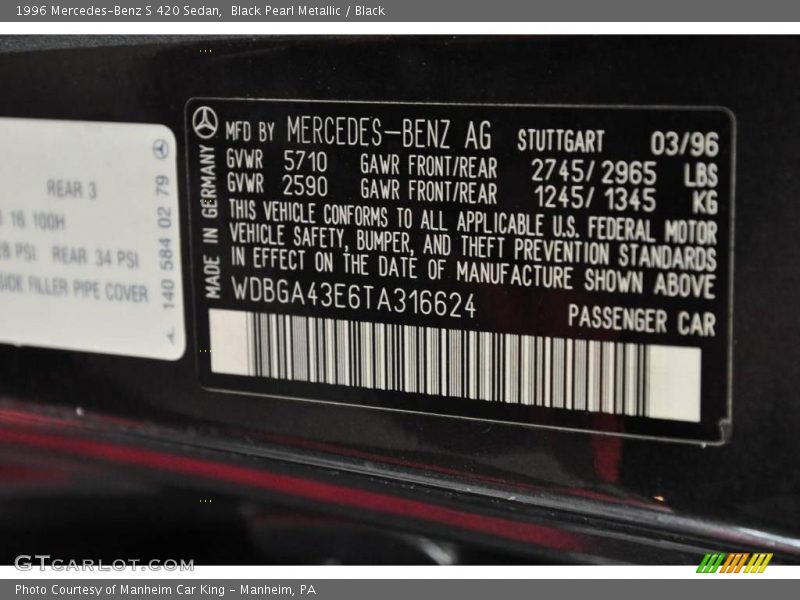 1996 Mercedes-Benz S 420 Sedan, Black Pearl Metallic / Black
REAR 3
16 100H
PSI REAR 34 PSI
SIDE FILLER PIPE COVER
140 584 02 79
MADE IN GERMANY
MFD BY MERCEDES-BENZ AG STUTTGART 03/96
GVWR 5710 GAWR FRONT/REAR 2745/2965 LBS
GVWR 2590 GAWR FRONT/REAR 1245/1345 KG
THIS VEHICLE CONFORMS TO ALL APPLICABLE U.S. FEDERAL MOTOR
VEHICLE SAFETY, BUMPER, AND THEFT PREVENTION STANDARDS
IN EFFECT ON THE DATE OF MANUFACTURE SHOWN ABOVE
WDBGA43E6TA316624
PASSENGER CAR
GTCARLOT.COM
Photo Courtesy of Manheim Car King - Manheim, PA